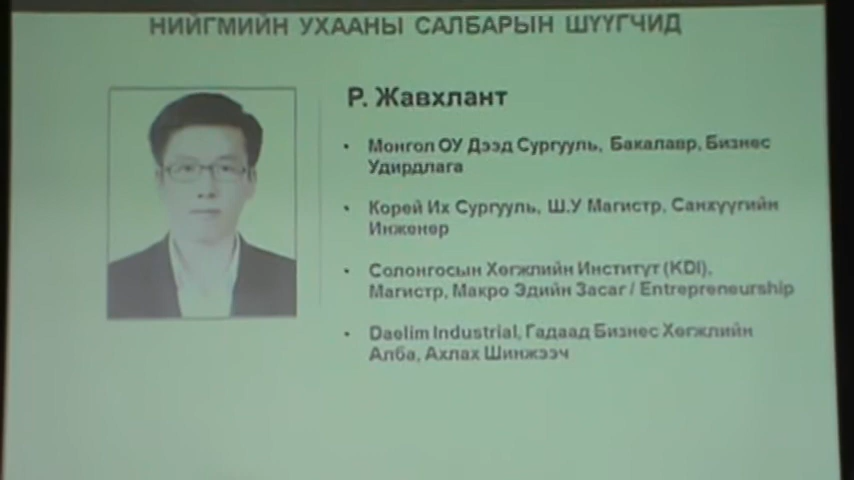 НИЙГМИЙН УХААНЫ САЛБАРЫН ШҮҮГЧИД
Р. Жавхлант
• Монгол ОУ Дээд Сургууль, Бакалавр, Бизнес
Удирдлага
• Корей Их Сургууль, Ш.У Магистр, Санхүүгийн
Инженер
• Солонгосын Хөгжлийн Институт (KDI),
Магистр, Макро Эдийн Засаг / Entrepreneurship
• Daelim Industrial, Гадаад Бизнес Хөгжлийн
Алба, Ахлах Шинжээч